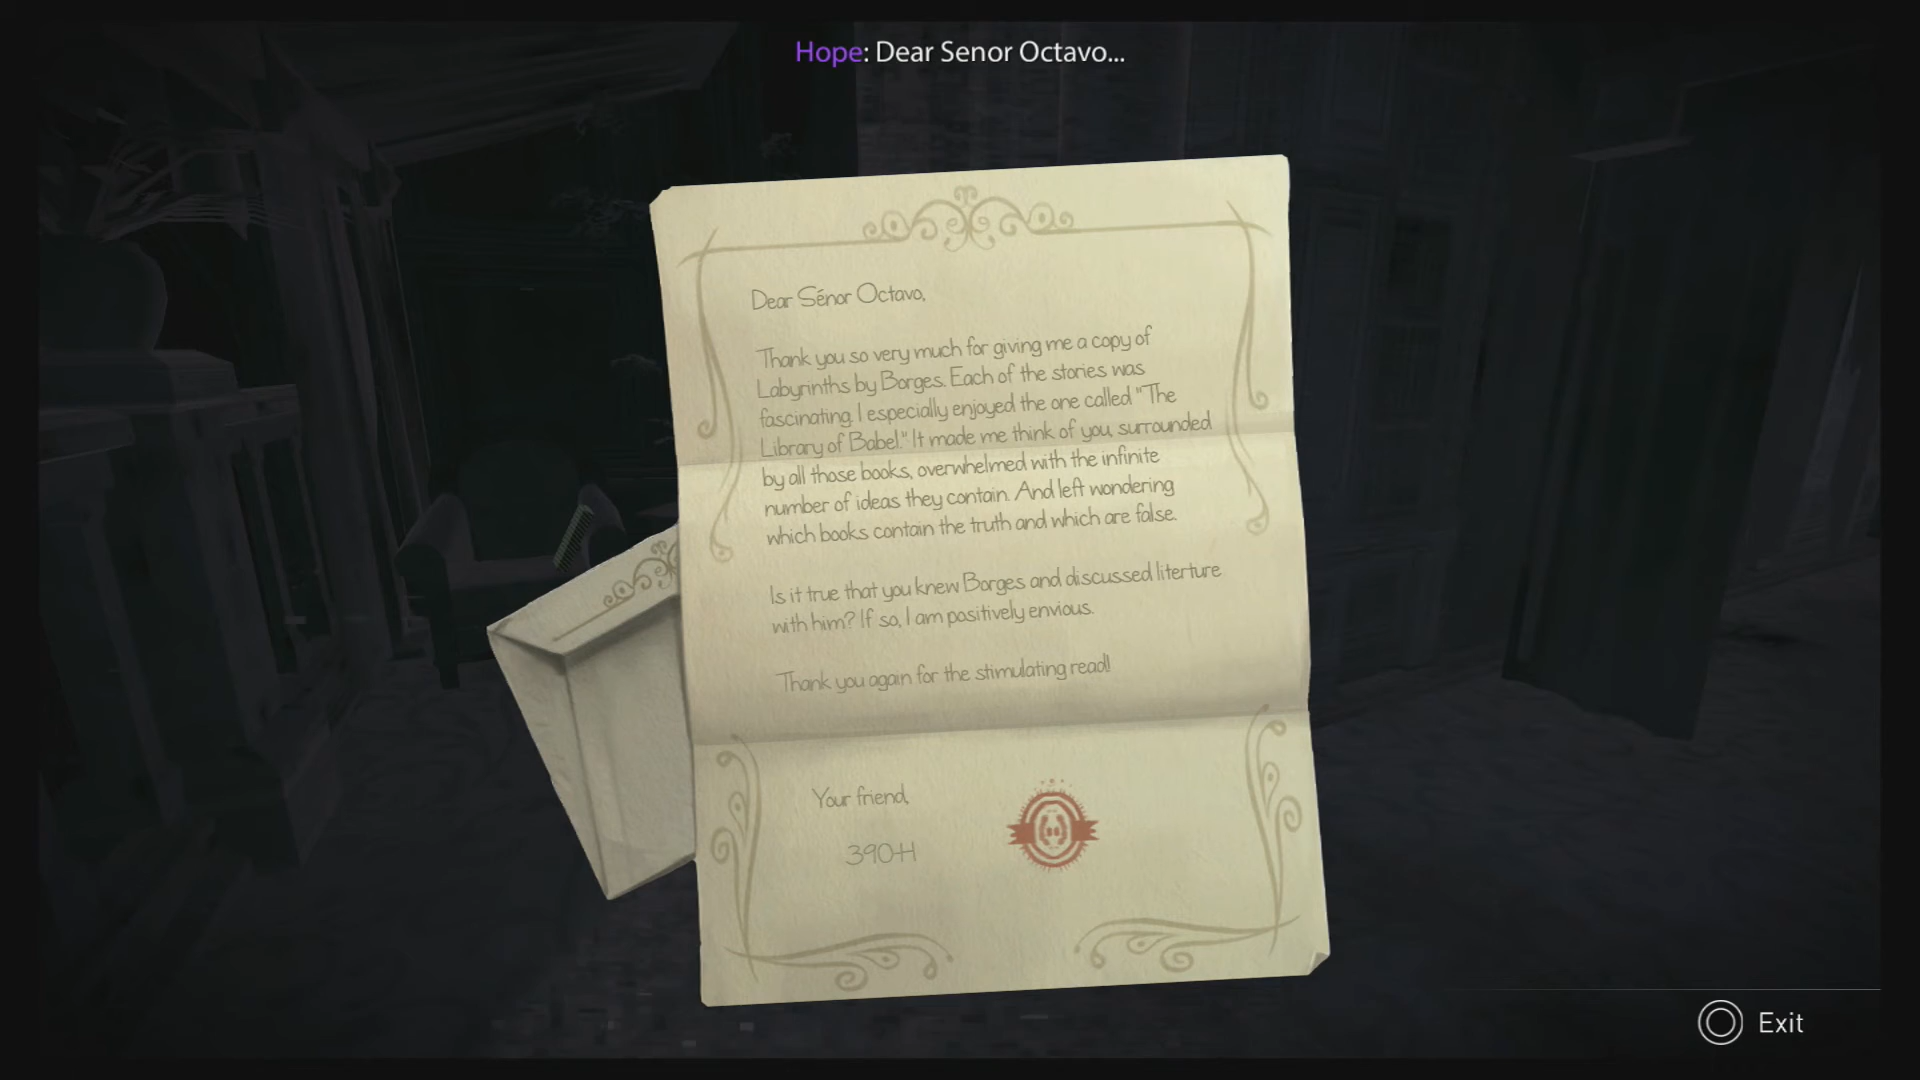 Hope: Dear Senor Octavo...
Dear Sénor Octavo,
Thank you so very much for giving me a copy of
Labyrinths by Borges. Each of the stories was
fascinating. I especially enjoyed the one called "The
Library of Babel." It made me think of you, surrounded
by all those books, overwhelmed with the infinite
number of ideas they contain. And left wondering
which books contain the truth and which are false.
Is it true that you knew Borges and discussed literture
with him? If so, I am positively envious.
Thank you again for the stimulating read!
Your friend,
390-H
Exit